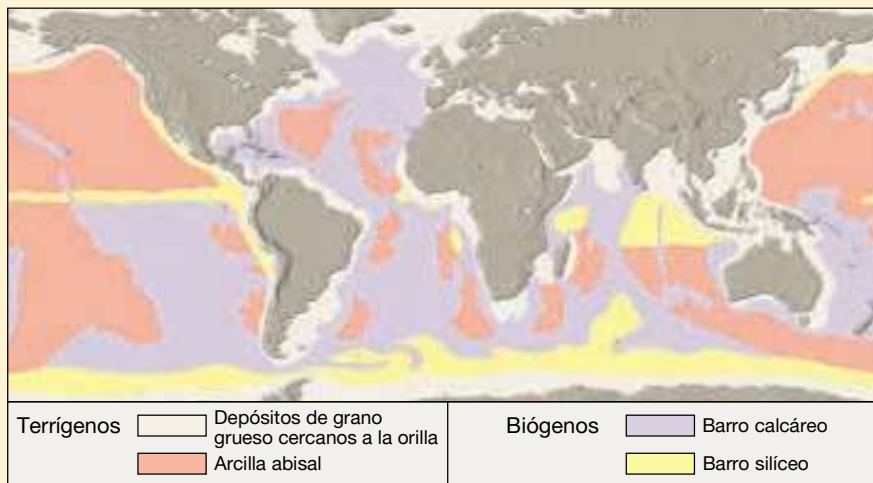 Terrígenos
Depósitos de grano
grueso cercanos a la orilla
Arcilla abisal
Biógenos
Barro calcáreo
Barro silíceo